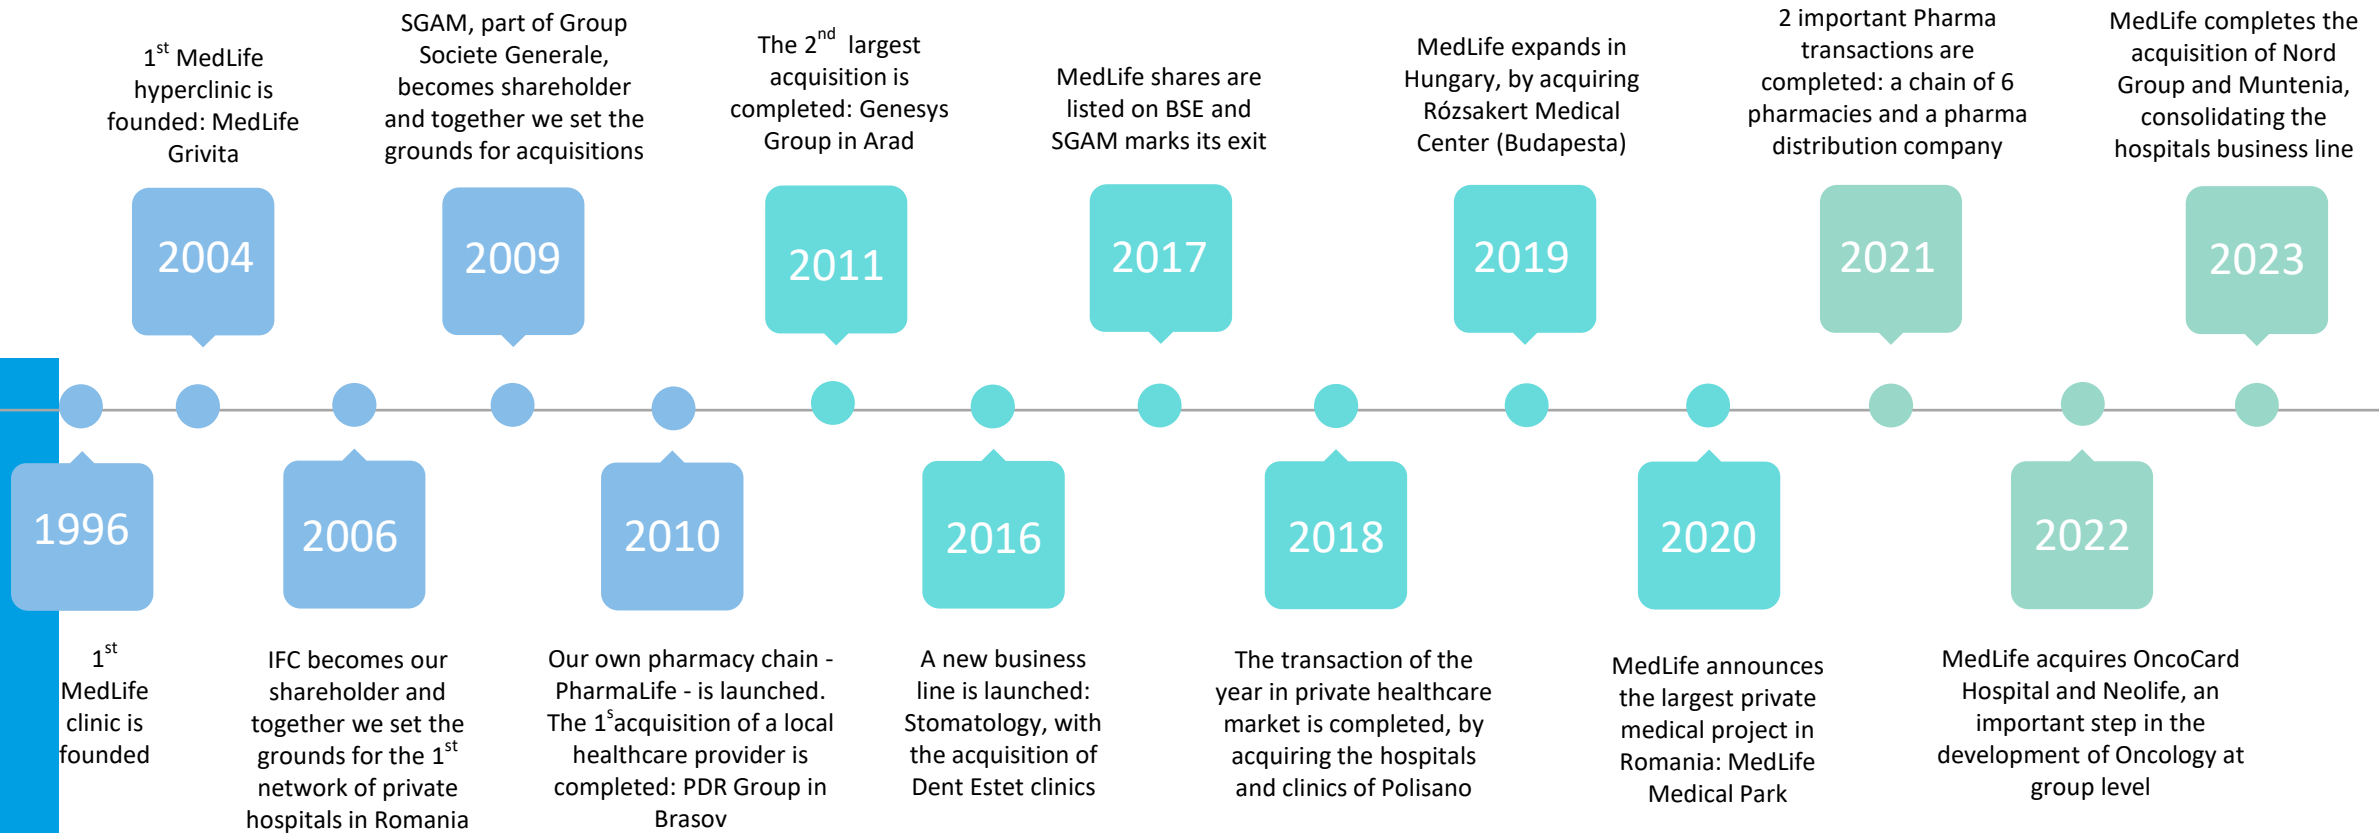 1st MedLife
hyperclinic is
founded: MedLife
Grivita
2004
SGAM, part of Group
Societe Generale,
becomes shareholder
and together we set the
grounds for acquisitions
2009
The 2nd largest
acquisition is
completed: Genesys
Group in Arad
2011
MedLife shares are
listed on BSE and
SGAM marks its exit
2017
MedLife expands in
Hungary, by acquiring
Rózsakert Medical
Center (Budapesta)
2019
2 important Pharma
transactions are
completed: a chain of 6
pharmacies and a pharma
distribution company
2021
MedLife completes the
acquisition of Nord
Group and Muntenia,
consolidating the
hospitals business line
2023
1996
1st
MedLife
clinic is
founded
2006
IFC becomes our
shareholder and
together we set the
grounds for the 1st
network of private
hospitals in Romania
2010
Our own pharmacy chain -
PharmaLife - is launched.
The 1sacquisition of a local
healthcare provider is
completed: PDR Group in
Brasov
2016
A new business
line is launched:
Stomatology, with
the acquisition of
Dent Estet clinics
2018
The transaction of the
year in private healthcare
market is completed, by
acquiring the hospitals
and clinics of Polisano
2020
MedLife announces
the largest private
medical project in
Romania: MedLife
Medical Park
2022
MedLife acquires OncoCard
Hospital and Neolife, an
important step in the
development of Oncology at
group level